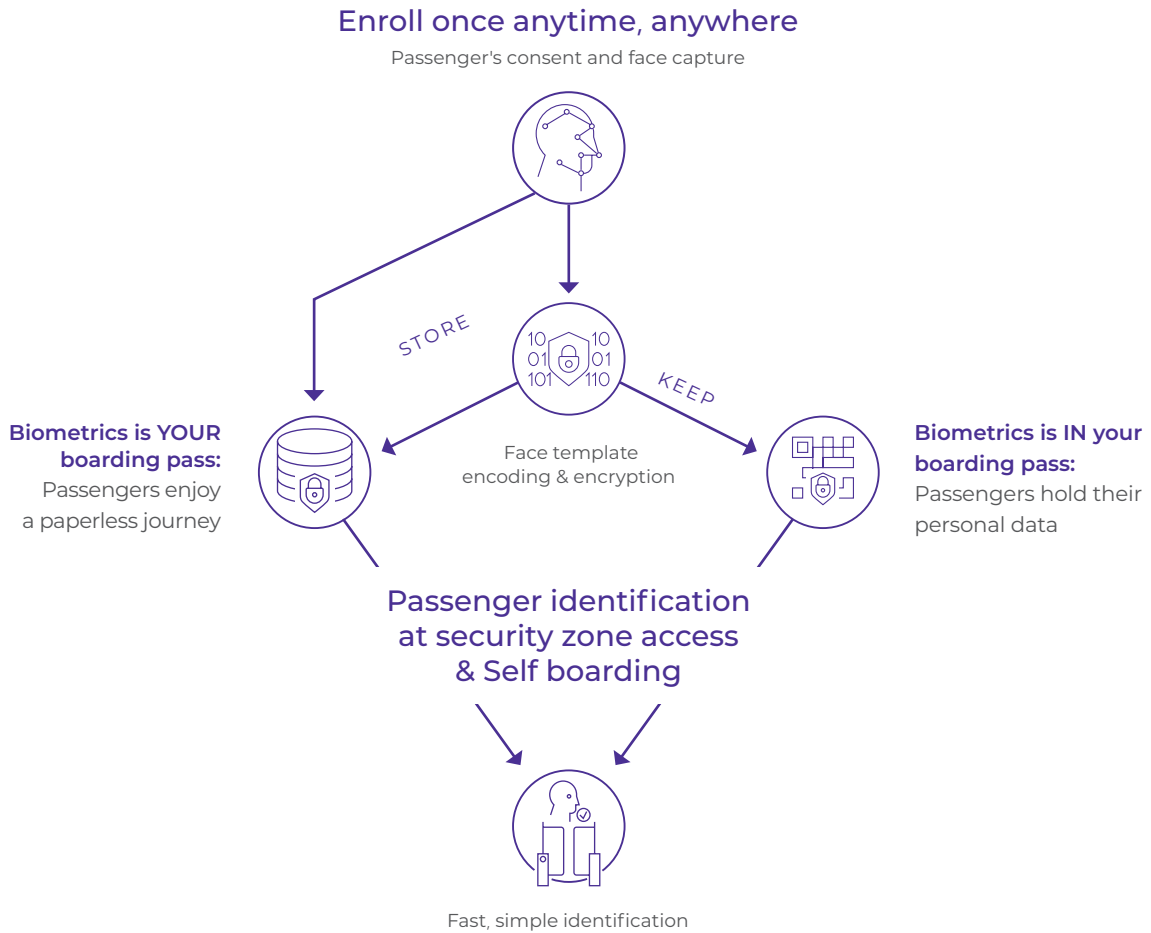 Enroll once anytime, anywhere
Passenger's consent and face capture
STORE
10 10
01 01
101 110
KEEP
Face template
encoding & encryption
Biometrics is YOUR
boarding pass:
Passengers enjoy
a paperless journey
Biometrics is IN your
boarding pass:
Passengers hold their
personal data
Passenger identification
at security zone access
& Self boarding
Fast, simple identification